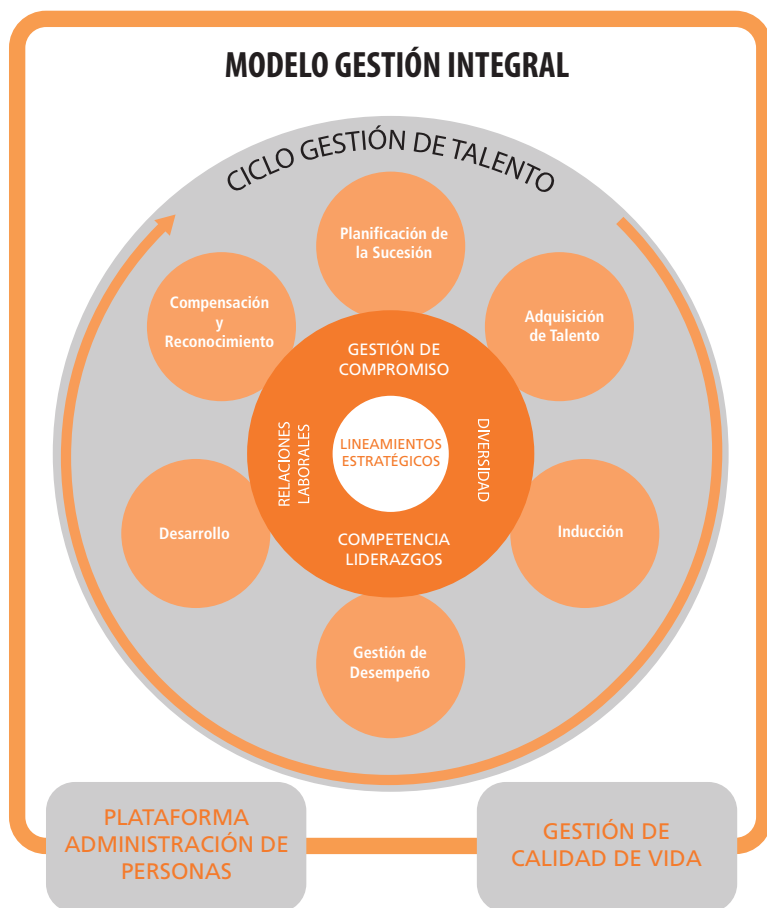 MODELO GESTIÓN INTEGRAL
CICLO GESTIÓN DE TALENTO
Planificación de
la Sucesión
Adquisición
de Talento
Inducción
Gestión de
Desempeño
Desarrollo
Compensación
y
Reconocimiento
GESTIÓN DE
COMPROMISO
DIVERSIDAD
COMPETENCIA
LIDERAZGOS
RELACIONES
LABORALES
LINEAMIENTOS
ESTRATÉGICOS
PLATAFORMA
ADMINISTRACIÓN DE
PERSONAS
GESTIÓN DE
CALIDAD DE VIDA